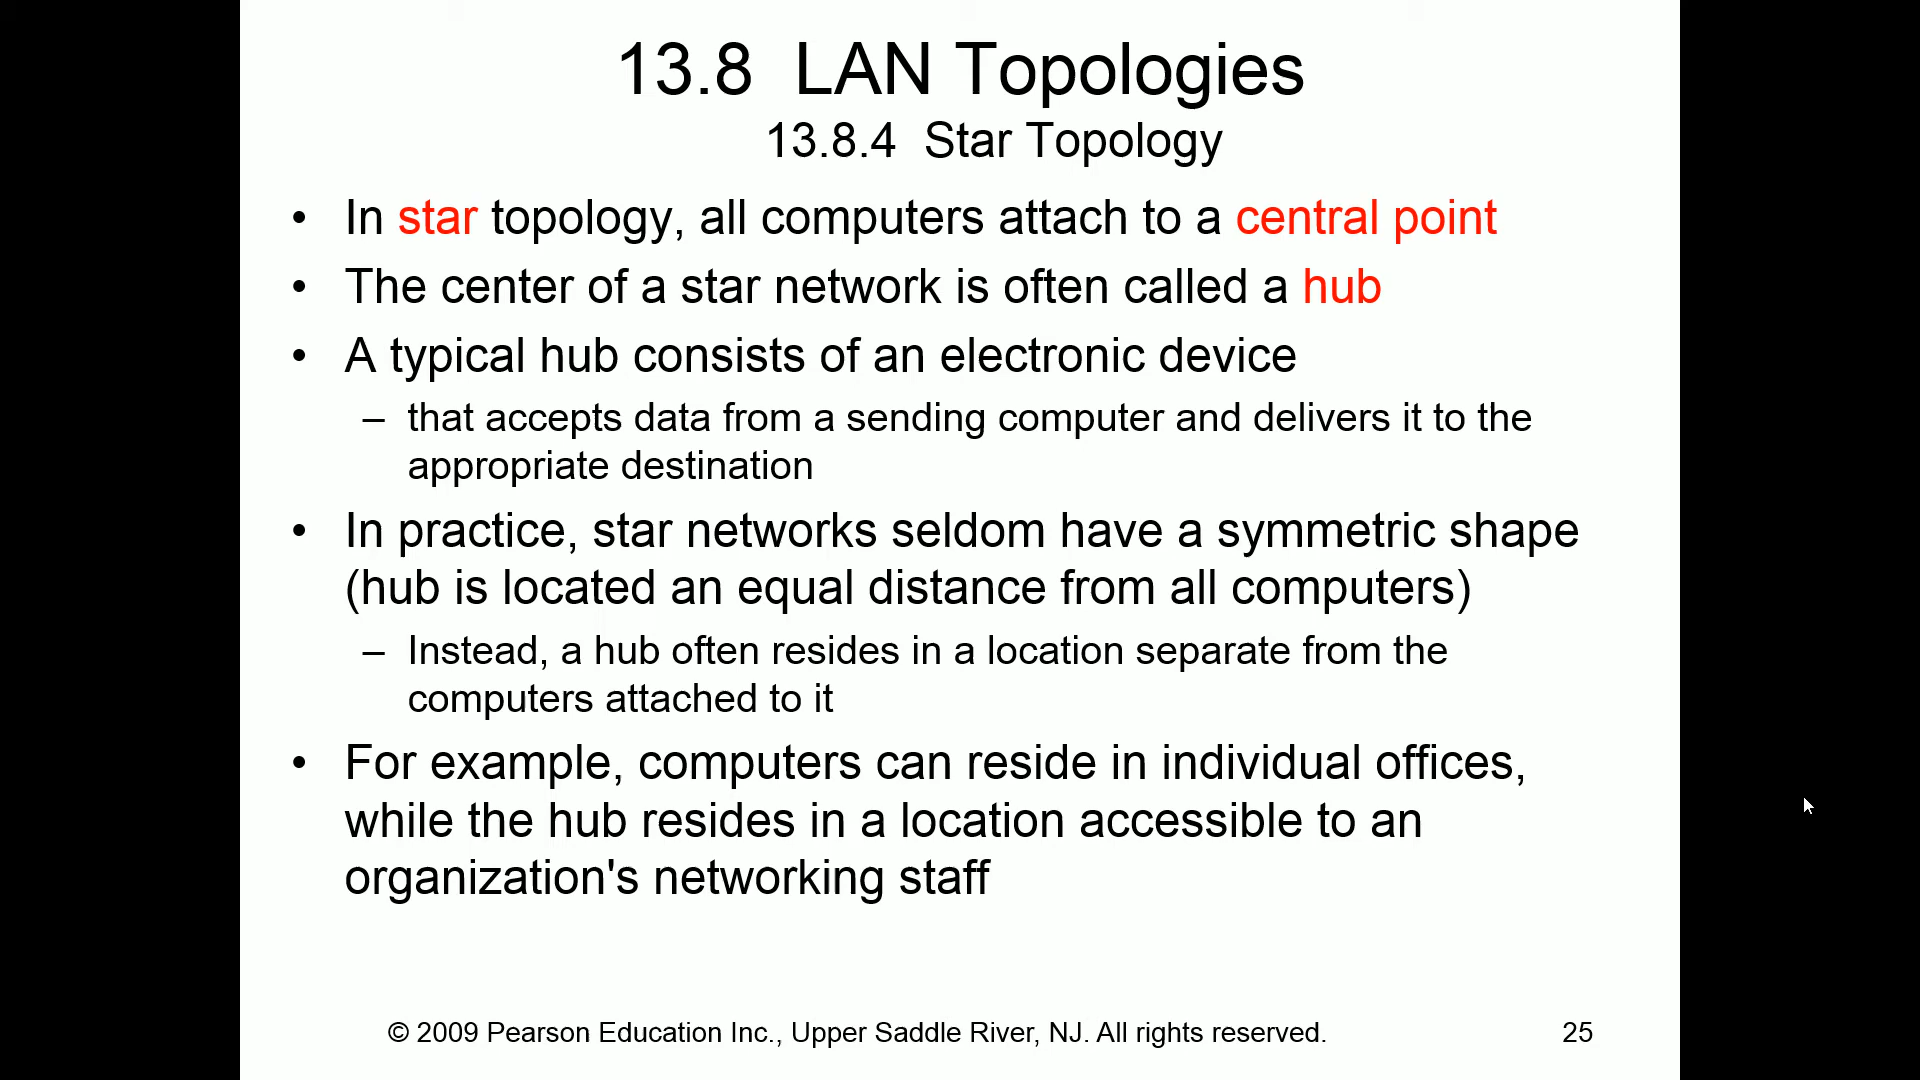 13.8 LAN Topologies
13.8.4 Star Topology
• In star topology, all computers attach to a central point
• The center of a star network is often called a hub
• A typical hub consists of an electronic device
– that accepts data from a sending computer and delivers it to the
appropriate destination
• In practice, star networks seldom have a symmetric shape
(hub is located an equal distance from all computers)
– Instead, a hub often resides in a location separate from the
computers attached to it
• For example, computers can reside in individual offices,
while the hub resides in a location accessible to an
organization's networking staff
© 2009 Pearson Education Inc., Upper Saddle River, NJ. All rights reserved.
25